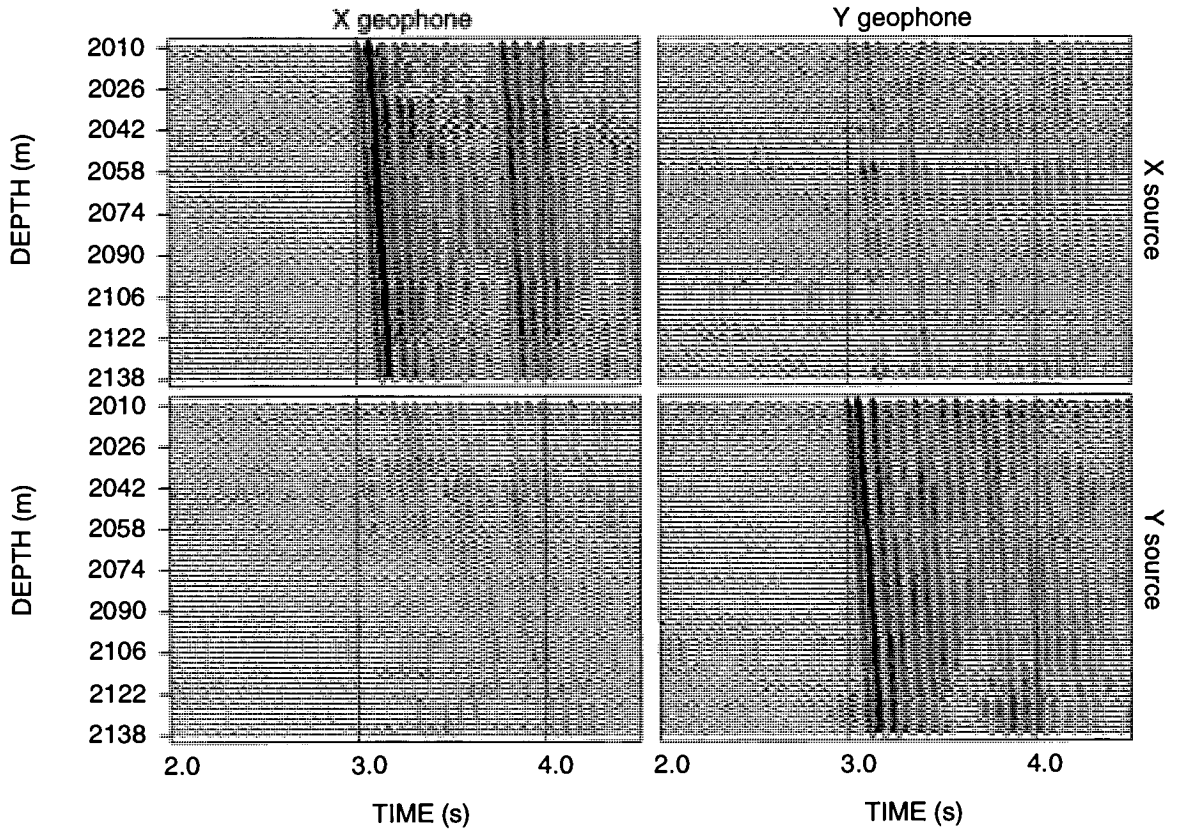 X geophone
Y geophone
DEPTH (m)
2010
2026
2042
2058
2074
2090
2106
2122
2138
X source
DEPTH (m)
2010
2026
2042
2058
2074
2090
2106
2122
2138
Y source
2.0 3.0 4.0
2.0 3.0 4.0
TIME (s)
TIME (s)